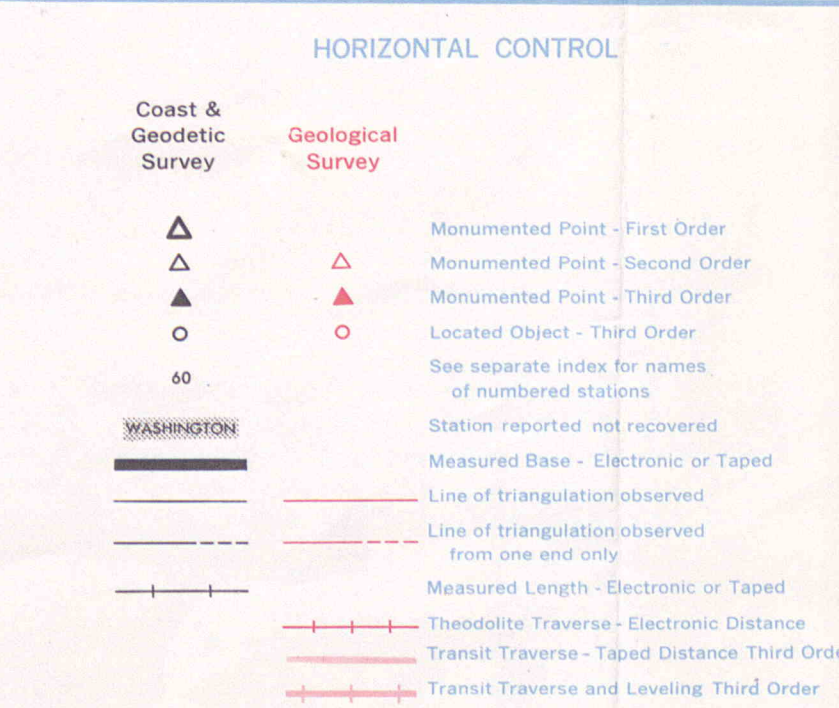 HORIZONTAL CONTROL
Coast &
Geodetic
Survey
Geological
Survey
Monumented Point - First Order
Monumented Point - Second Order
Monumented Point - Third Order
Located Object - Third Order
60
See separate index for names
of numbered stations
WASHINGTON
Station reported not recovered
Measured Base - Electronic or Taped
Line of triangulation observed
Line of triangulation observed
from one end only
Measured Length - Electronic or Taped
Theodolite Traverse - Electronic Distance
Transit Traverse - Taped Distance Third Orde
Transit Traverse and Leveling Third Order